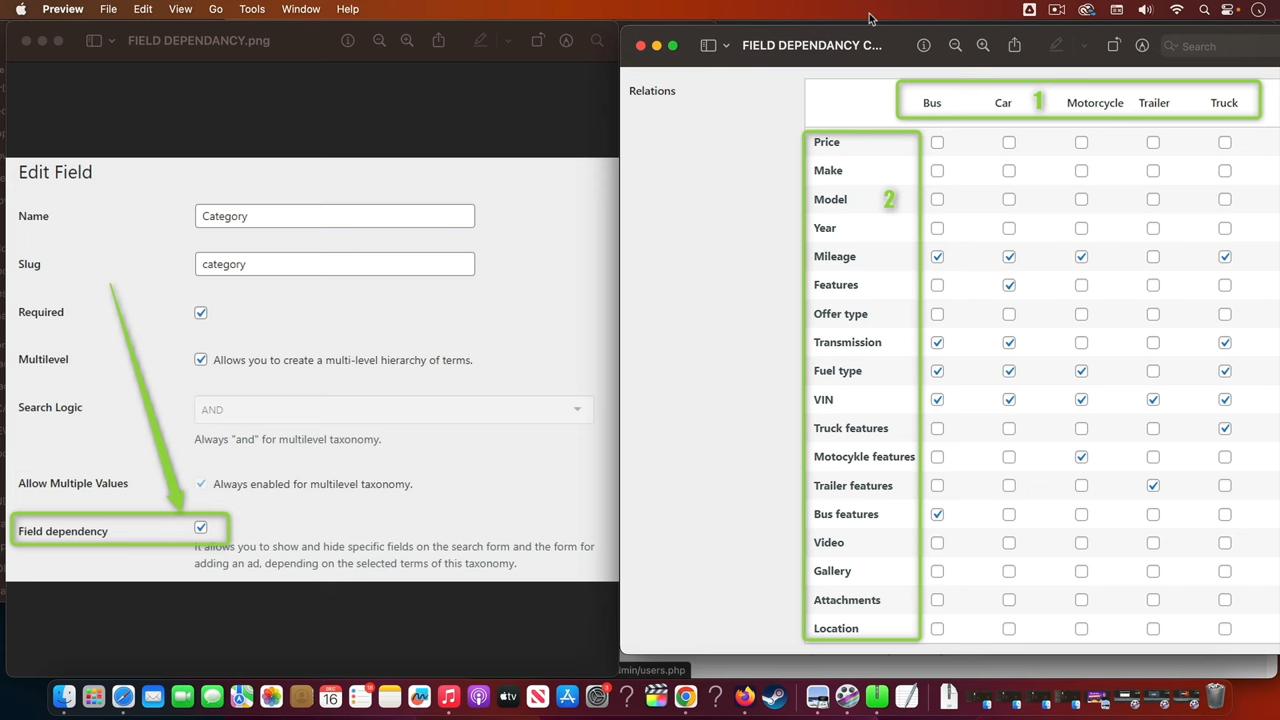 Preview File Edit View Go Tools Window Help
FIELD DEPENDANCY.png
Edit Field
Name Category
Slug category
Required
Multilevel Allows you to create a multi-level hierarchy of terms.
Search Logic AND
Always "and" for multilevel taxonomy.
Allow Multiple Values Always enabled for multilevel taxonomy.
Field dependency
It allows you to show and hide specific fields on the search form and the form for
adding an ad, depending on the selected terms of this taxonomy.
FIELD DEPENDANCY C... Search
Relations
Bus Car 1 Motorcycle Trailer Truck
Price
Make
Model 2
Year
Mileage
Features
Offer type
Transmission
Fuel type
VIN
Truck features
Motocykle features
Trailer features
Bus features
Video
Gallery
Attachments
Location
min/users.php
DEC
16